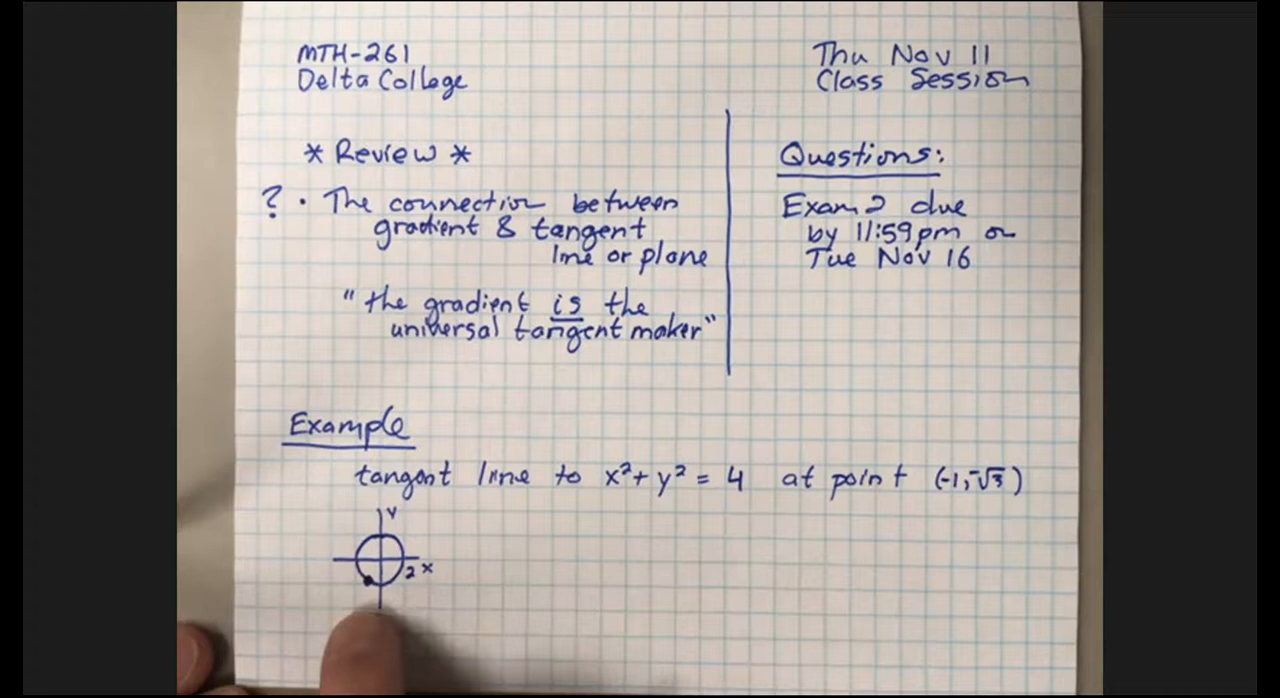 MTH-261
Delta College
Thu Nov 11
Class Session
* Review *
? · The connection between
gradient & tangent
line or plane
"the gradient is the
universal tangent maker"
Questions:
Exam 2 due
by 11:59pm on
Tue Nov 16
Example
tangent line to x²+y² = 4 at point (-1,-√3)
y
2 x